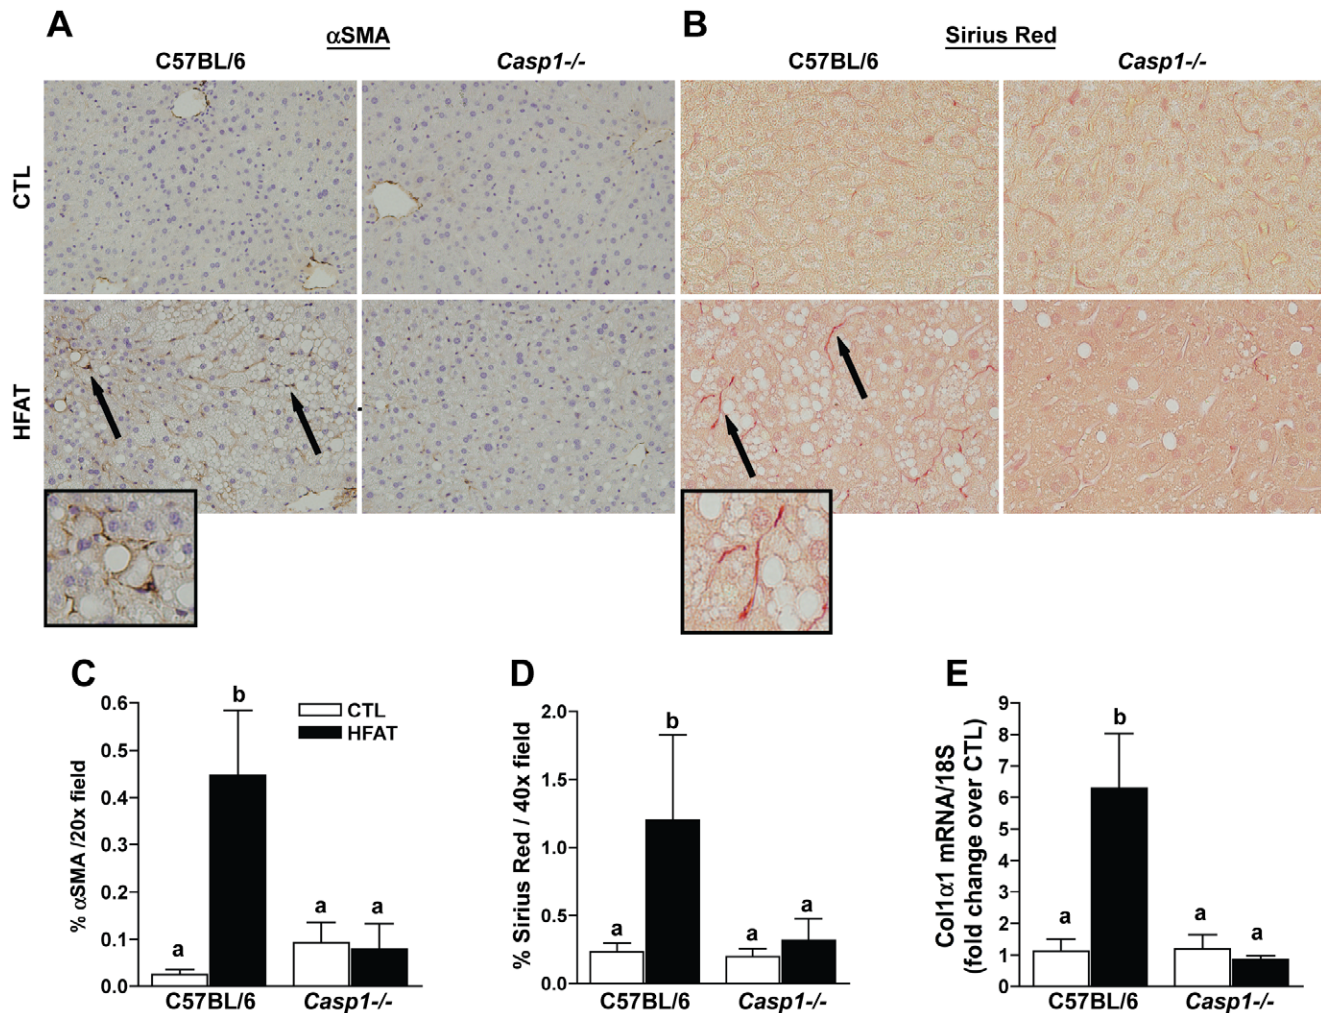 A
αSMA
C57BL/6
Casp1-/-
B
Sirius Red
C57BL/6
Casp1-/-
CTL
HFAT
C
% αSMA /20x field
0.6
0.5
0.4
0.3
0.2
0.1
0.0
a
b
a
a
C57BL/6
Casp1-/-
CTL
HFAT
D
% Sirius Red / 40x field
2.0
1.5
1.0
0.5
0.0
a
b
a
a
C57BL/6
Casp1-/-
E
Col1α1 mRNA/18S
(fold change over CTL)
9
8
7
6
5
4
3
2
1
0
a
b
a
a
C57BL/6
Casp1-/-